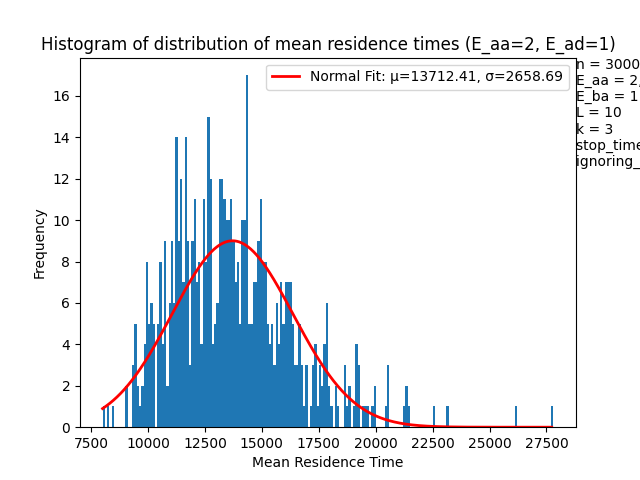 Histogram of distribution of mean residence times (E_aa=2, E_ad=1)
n = 3000
E_aa = 2,
E_ba = 1
L = 10
k = 3
stop_time
ignoring_
Normal Fit: μ=13712.41, σ=2658.69
Frequency
16
14
12
10
8
6
4
2
0
7500 10000 12500 15000 17500 20000 22500 25000 27500
Mean Residence Time